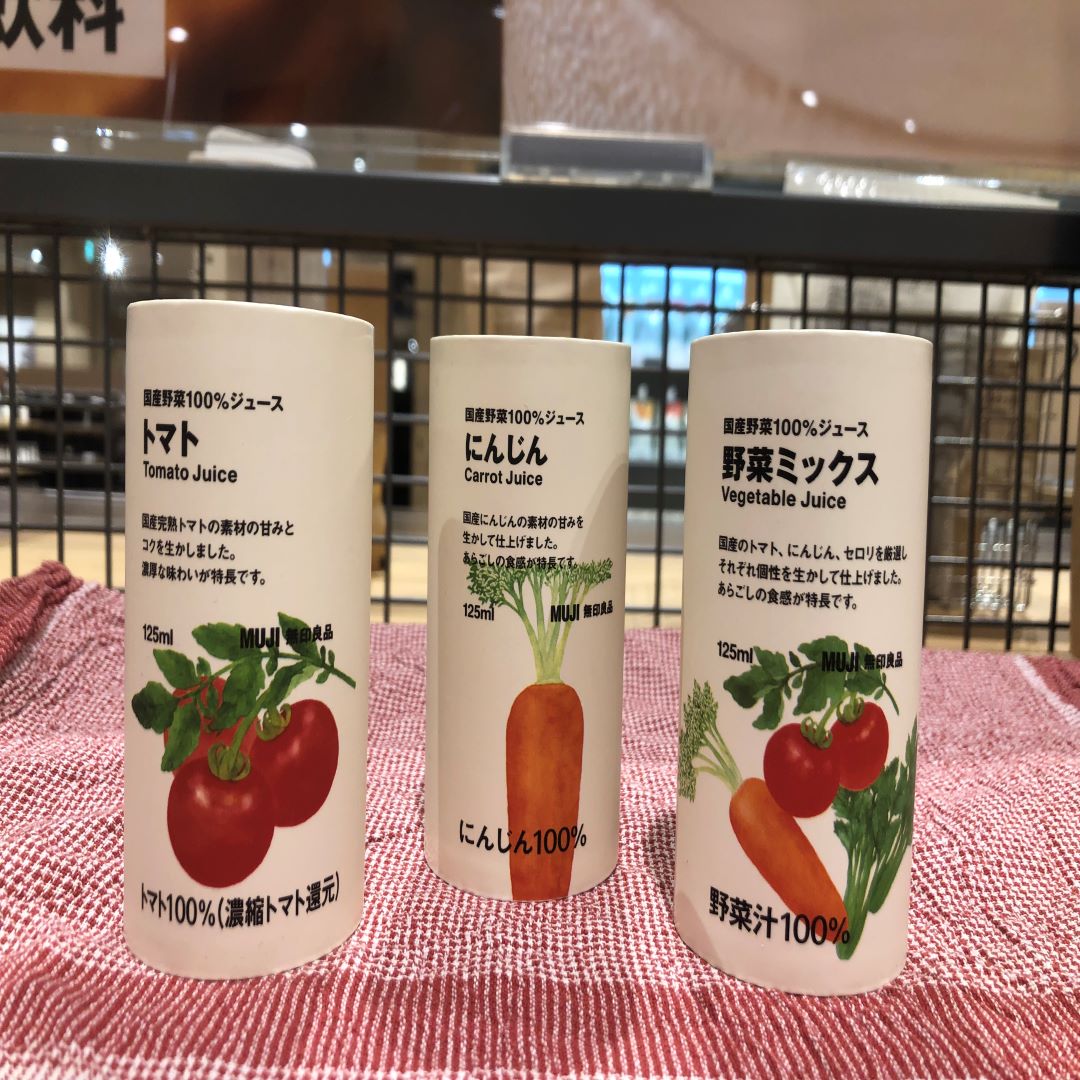 飲料
国産野菜100%ジュース
トマト
Tomato Juice
国産完熟トマトの素材の甘みと
コクを生かしました。
濃厚な味わいが特長です。
125ml
MUJI 無印良品
トマト100%(濃縮トマト還元)
国産野菜100%ジュース
にんじん
Carrot Juice
国産にんじんの素材の甘みを
生かして仕上げました。
あらごしの食感が特長です。
125ml
MUJI 無印良品
にんじん100%
国産野菜100%ジュース
野菜ミックス
Vegetable Juice
国産のトマト、にんじん、セロリを厳選し
それぞれ個性を生かして仕上げました。
あらごしの食感が特長です。
125ml
MUJI 無印良品
野菜汁100%